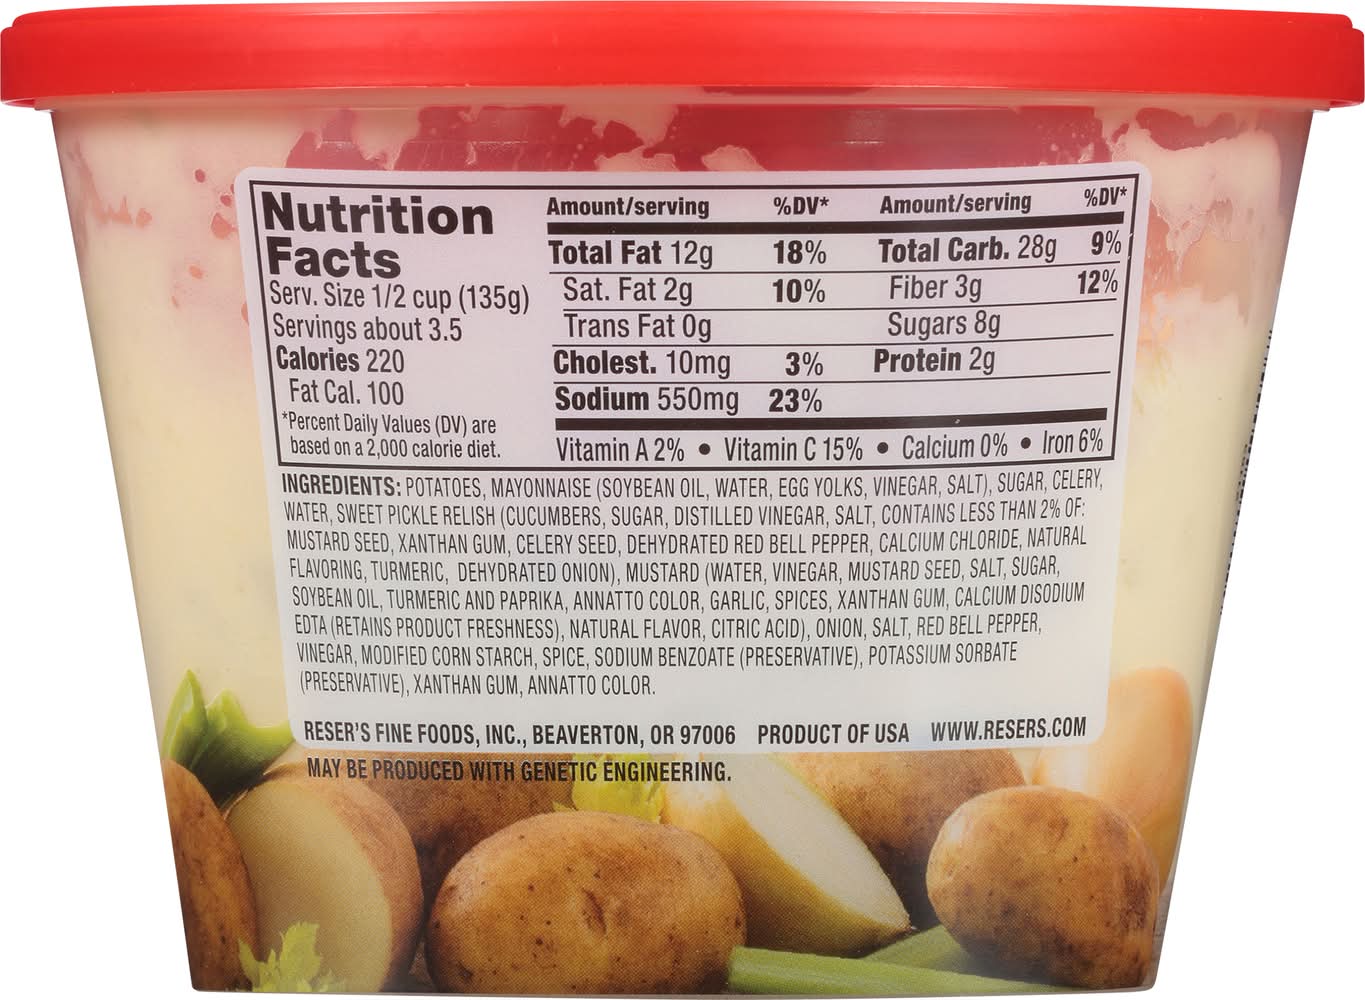 Nutrition
Facts
Serv. Size 1/2 cup (135g)
Servings about 3.5
Calories 220
Fat Cal. 100
*Percent Daily Values (DV) are
based on a 2,000 calorie diet.
Amount/serving %DV* Amount/serving %DV*
Total Fat 12g 18% Total Carb. 28g 9%
Sat. Fat 2g 10% Fiber 3g 12%
Trans Fat 0g Sugars 8g
Cholest. 10mg 3% Protein 2g
Sodium 550mg 23%
Vitamin A 2% • Vitamin C 15% • Calcium 0% • Iron 6%
INGREDIENTS: POTATOES, MAYONNAISE (SOYBEAN OIL, WATER, EGG YOLKS, VINEGAR, SALT), SUGAR, CELERY,
WATER, SWEET PICKLE RELISH (CUCUMBERS, SUGAR, DISTILLED VINEGAR, SALT, CONTAINS LESS THAN 2% OF:
MUSTARD SEED, XANTHAN GUM, CELERY SEED, DEHYDRATED RED BELL PEPPER, CALCIUM CHLORIDE, NATURAL
FLAVORING, TURMERIC, DEHYDRATED ONION), MUSTARD (WATER, VINEGAR, MUSTARD SEED, SALT, SUGAR,
SOYBEAN OIL, TURMERIC AND PAPRIKA, ANNATTO COLOR, GARLIC, SPICES, XANTHAN GUM, CALCIUM DISODIUM
EDTA (RETAINS PRODUCT FRESHNESS), NATURAL FLAVOR, CITRIC ACID), ONION, SALT, RED BELL PEPPER,
VINEGAR, MODIFIED CORN STARCH, SPICE, SODIUM BENZOATE (PRESERVATIVE), POTASSIUM SORBATE
(PRESERVATIVE), XANTHAN GUM, ANNATTO COLOR.
RESER'S FINE FOODS, INC., BEAVERTON, OR 97006 PRODUCT OF USA WWW.RESERS.COM
MAY BE PRODUCED WITH GENETIC ENGINEERING.